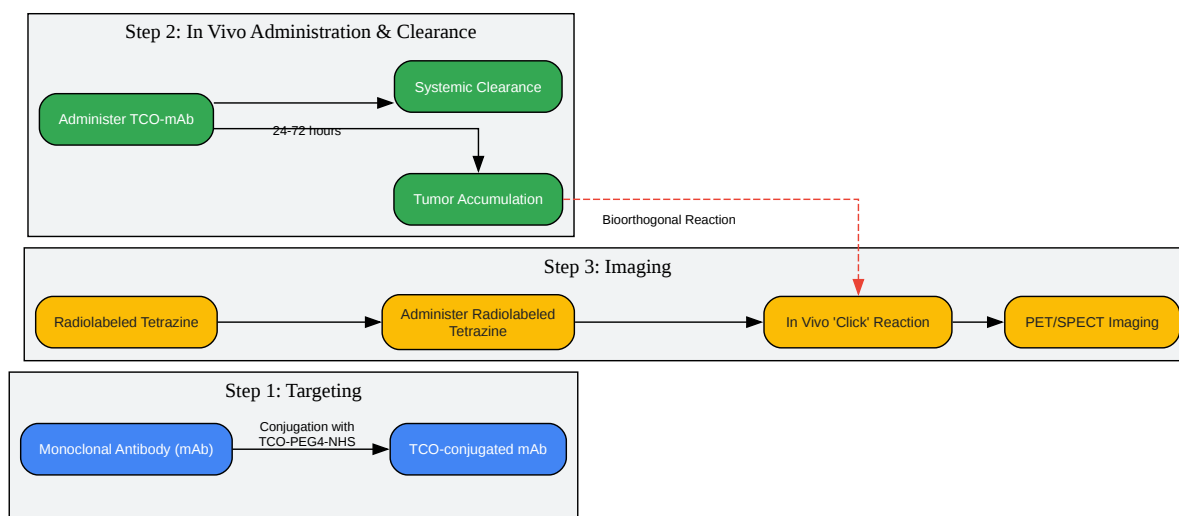 Step 2: In Vivo Administration & Clearance
Systemic Clearance
Administer TCO-mAb
24-72 hours
Tumor Accumulation
Bioorthogonal Reaction
Step 3: Imaging
Radiolabeled Tetrazine
Administer Radiolabeled
Tetrazine
In Vivo 'Click' Reaction
PET/SPECT Imaging
Step 1: Targeting
Monoclonal Antibody (mAb)
Conjugation with
TCO-PEG4-NHS
TCO-conjugated mAb